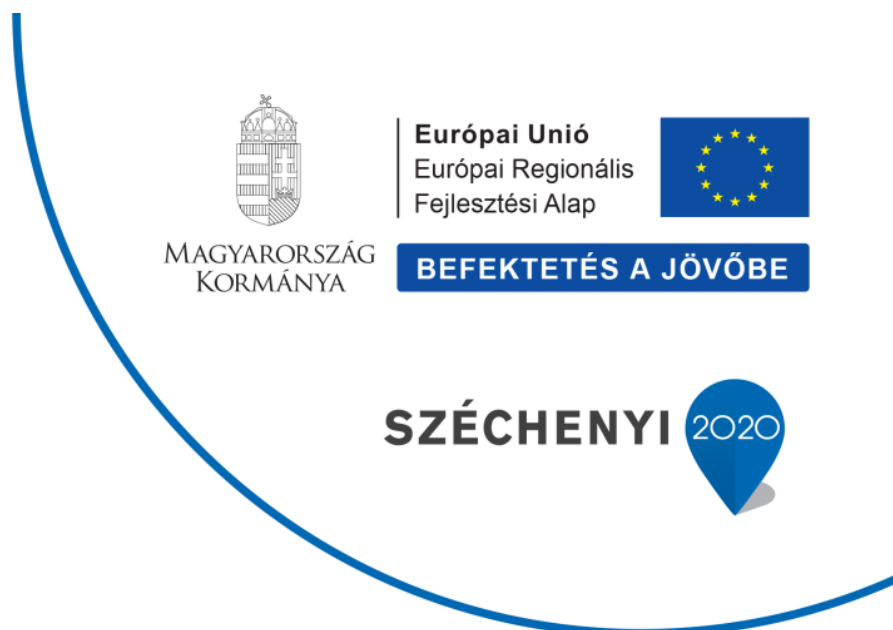 Európai Unió
Európai Regionális
Fejlesztési Alap
MAGYARORSZÁG
KORMÁNYA
BEFEKTETÉS A JÖVŐBE
SZÉCHENYI 2020